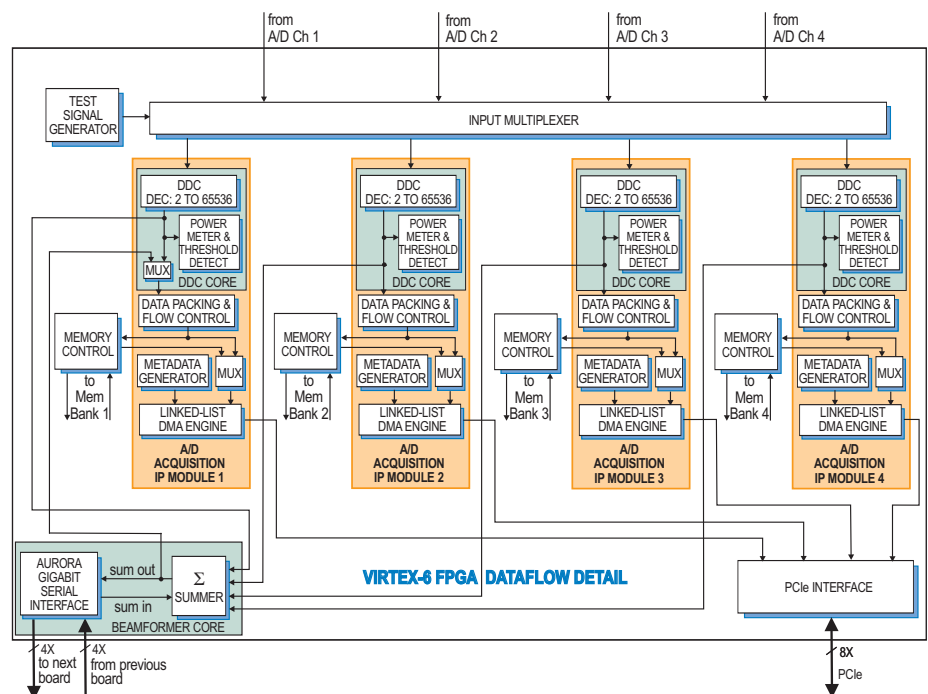 from
A/D Ch 1
from
A/D Ch 2
from
A/D Ch 3
from
A/D Ch 4
TEST
SIGNAL
GENERATOR
INPUT MULTIPLEXER
DDC
DEC: 2 TO 65536
POWER
METER &
THRESHOLD
DETECT
MUX
DDC CORE
DATA PACKING &
FLOW CONTROL
MEMORY
CONTROL
METADATA
GENERATOR
MUX
to
Mem
Bank 1
LINKED-LIST
DMA ENGINE
A/D
ACQUISITION
IP MODULE 1
DDC
DEC: 2 TO 65536
POWER
METER &
THRESHOLD
DETECT
DDC CORE
DATA PACKING &
FLOW CONTROL
MEMORY
CONTROL
METADATA
GENERATOR
MUX
to
Mem
Bank 2
LINKED-LIST
DMA ENGINE
A/D
ACQUISITION
IP MODULE 2
DDC
DEC: 2 TO 65536
POWER
METER &
THRESHOLD
DETECT
DDC CORE
DATA PACKING &
FLOW CONTROL
MEMORY
CONTROL
METADATA
GENERATOR
MUX
to
Mem
Bank 3
LINKED-LIST
DMA ENGINE
A/D
ACQUISITION
IP MODULE 3
DDC
DEC: 2 TO 65536
POWER
METER &
THRESHOLD
DETECT
DDC CORE
DATA PACKING &
FLOW CONTROL
MEMORY
CONTROL
METADATA
GENERATOR
MUX
to
Mem
Bank 4
LINKED-LIST
DMA ENGINE
A/D
ACQUISITION
IP MODULE 4
AURORA
GIGABIT
SERIAL
INTERFACE
sum out
sum in
Σ
SUMMER
BEAMFORMER CORE
VIRTEX-6 FPGA DATAFLOW DETAIL
PCIe INTERFACE
4X
to next
board
4X
from previous
board
8X
PCIe